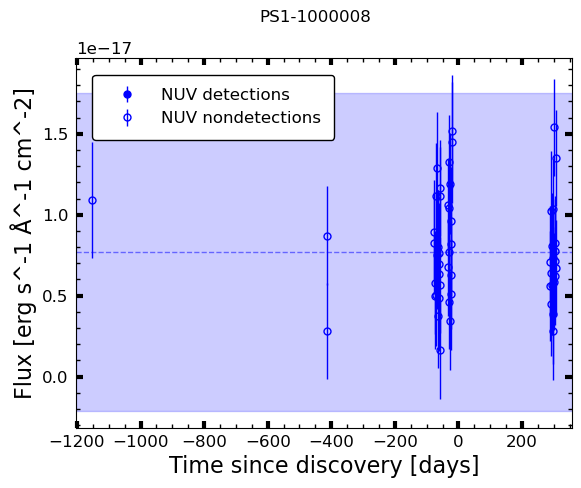 PS1-1000008
1e−17
NUV detections
NUV nondetections
1.5
1.0
0.5
0.0
Flux [erg s^-1 Å^-1 cm^-2]
−1200 −1000 −800 −600 −400 −200 0 200
Time since discovery [days]